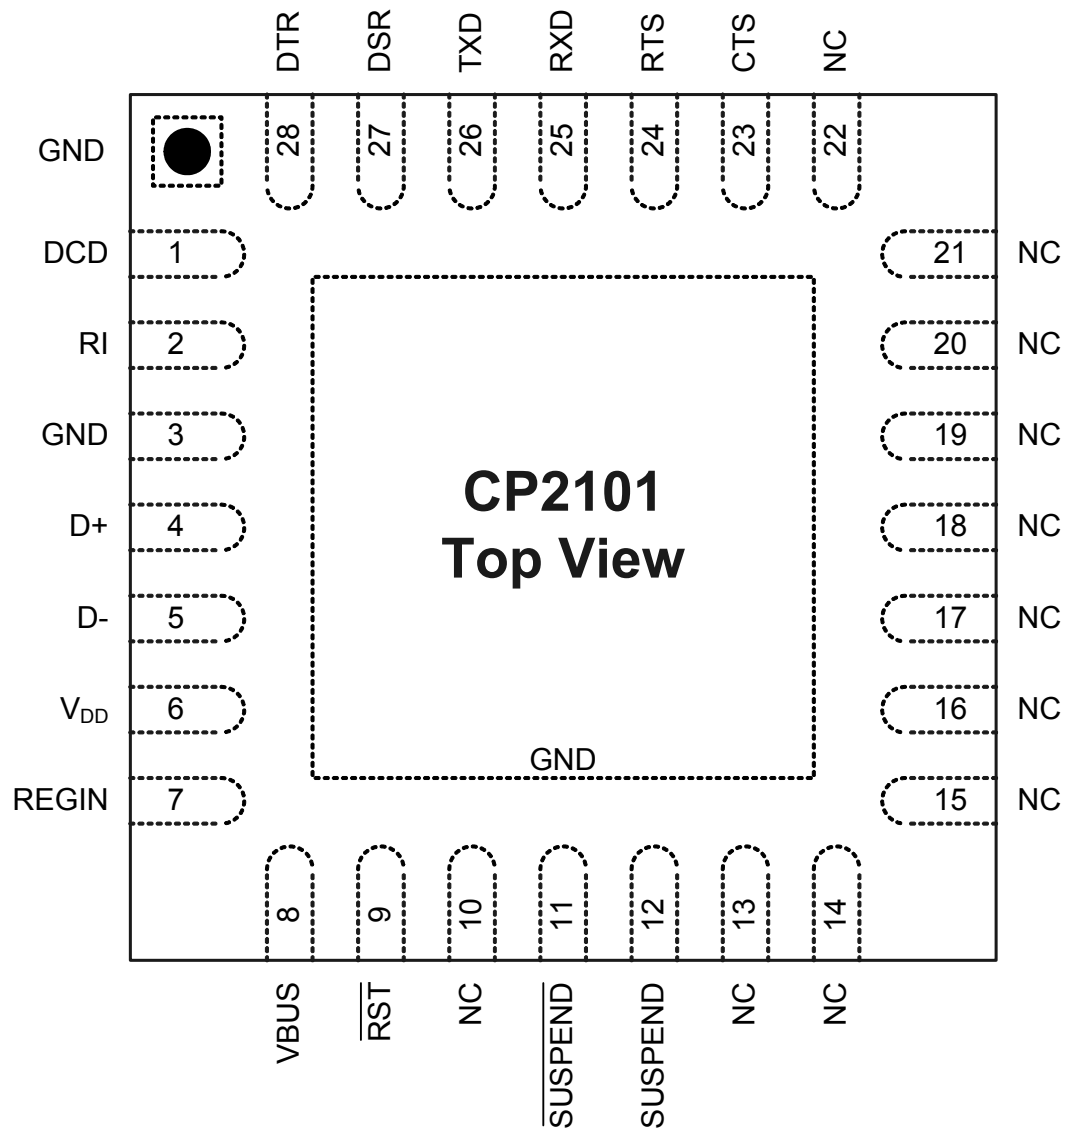 DTR
DSR
TXD
RXD
RTS
CTS
NC
28
27
26
25
24
23
22
GND
DCD 1
RI 2
GND 3
D+ 4
D- 5
VDD 6
REGIN 7
21 NC
20 NC
19 NC
18 NC
17 NC
16 NC
15 NC
CP2101
Top View
GND
8
9
10
11
12
13
14
VBUS
R̅S̅T̅
NC
S̅U̅S̅P̅E̅N̅D̅
SUSPEND
NC
NC